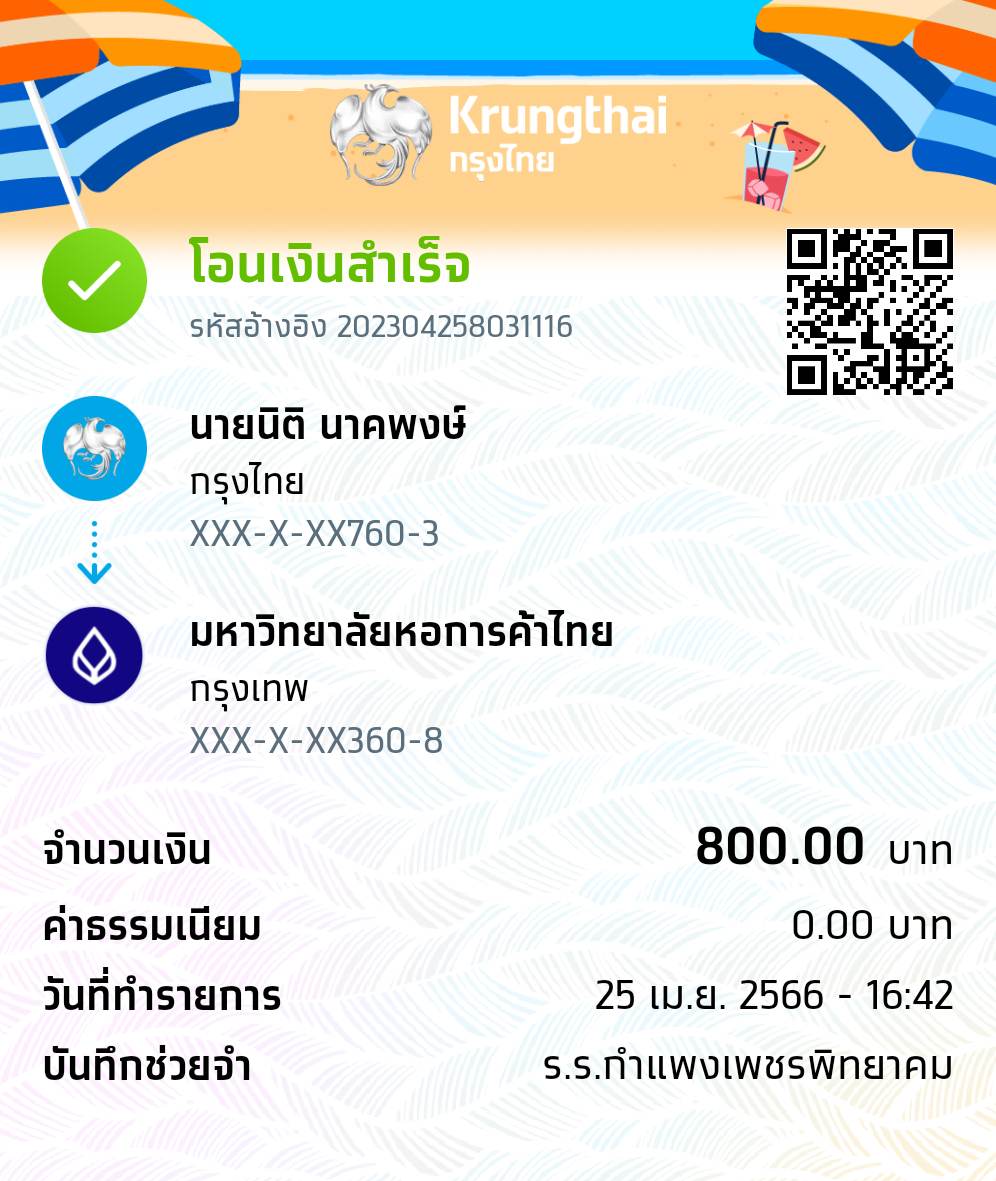 Krungthai
กรุงไทย
โอนเงินสำเร็จ
รหัสอ้างอิง 202304258031116
นายนิติ นาคพงษ์
กรุงไทย
XXX-X-XX760-3
มหาวิทยาลัยหอการค้าไทย
กรุงเทพ
XXX-X-XX360-8
จำนวนเงิน 800.00 บาท
ค่าธรรมเนียม 0.00 บาท
วันที่ทำรายการ 25 เม.ย. 2566 - 16:42
บันทึกช่วยจำ ร.ร.กำแพงเพชรพิทยาคม